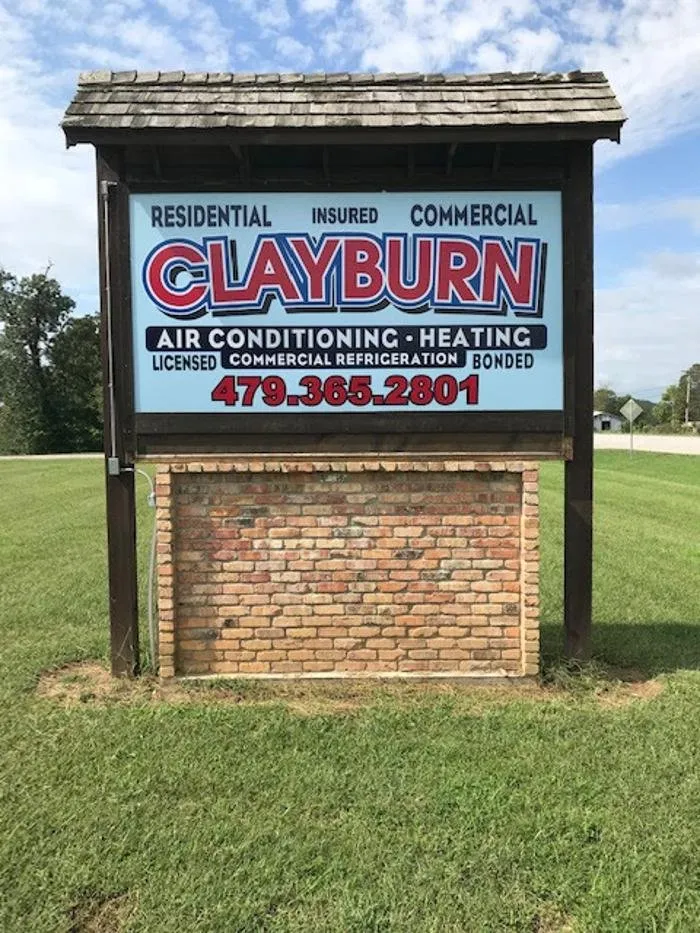 RESIDENTIAL INSURED COMMERCIAL
CLAYBURN
AIR CONDITIONING • HEATING
LICENSED COMMERCIAL REFRIGERATION BONDED
479.365.2801